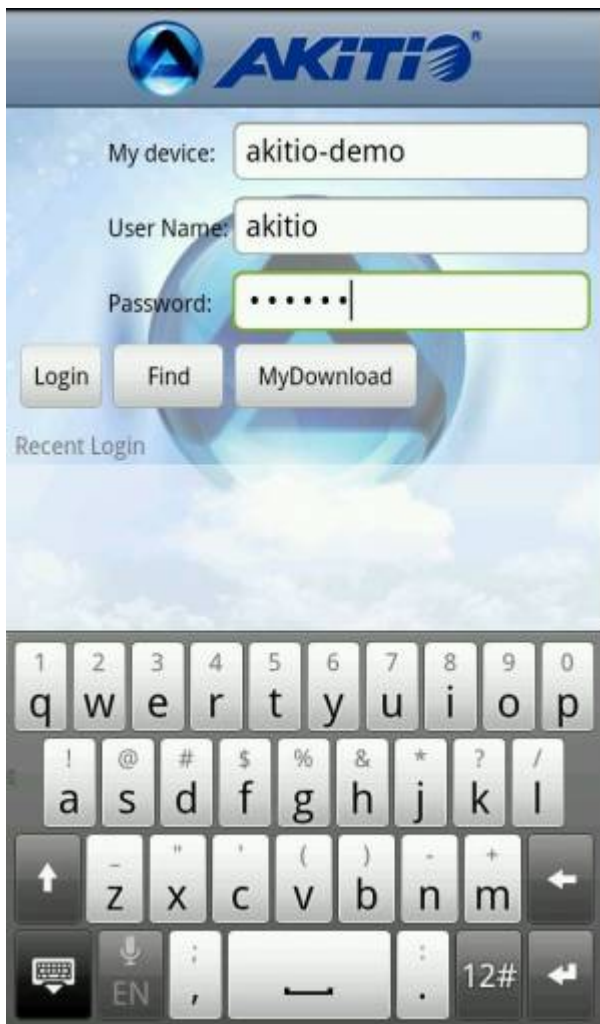 AKiTiO®
My device: akitio-demo
User Name: akitio
Password: ••••••
Login Find MyDownload
Recent Login
1 2 3 4 5 6 7 8 9 0
q w e r t y u i o p
! @ # $ % & * ? /
a s d f g h j k l
_ " ' ( ) - +
z x c v b n m
EN ; , : . 12#